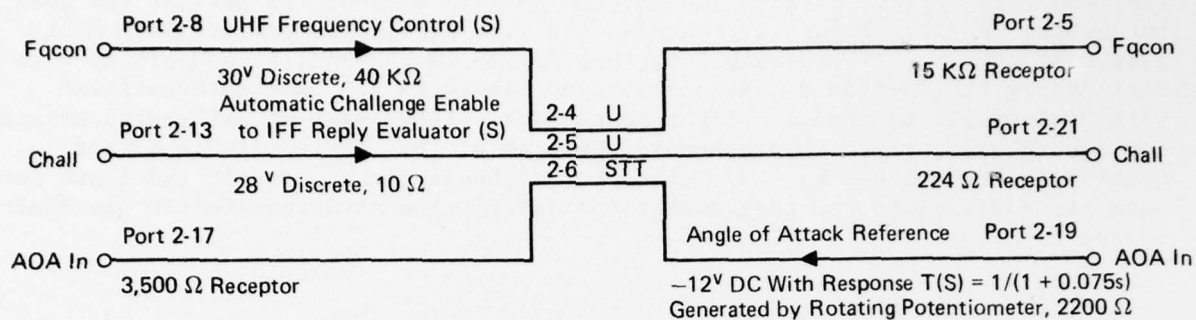 Port 2-8 UHF Frequency Control (S) Port 2-5
Fqcon Fqcon
30V Discrete, 40 KΩ 15 KΩ Receptor
Automatic Challenge Enable
2-4 U
Port 2-13 to IFF Reply Evaluator (S) 2-5 U Port 2-21
Chall Chall
2-6 STT
28 V Discrete, 10 Ω 224 Ω Receptor
Port 2-17 Angle of Attack Reference Port 2-19
AOA In AOA In
3,500 Ω Receptor −12V DC With Response T(S) = 1/(1 + 0.075s)
Generated by Rotating Potentiometer, 2200 Ω